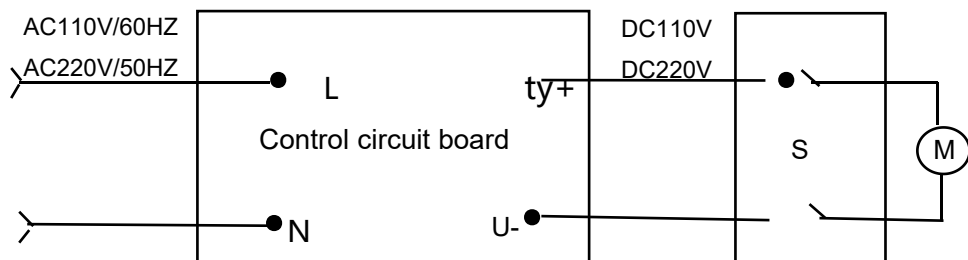 AC110V/60HZ
AC220V/50HZ
DC110V
DC220V
L
ty+
Control circuit board
S
M
N
U-